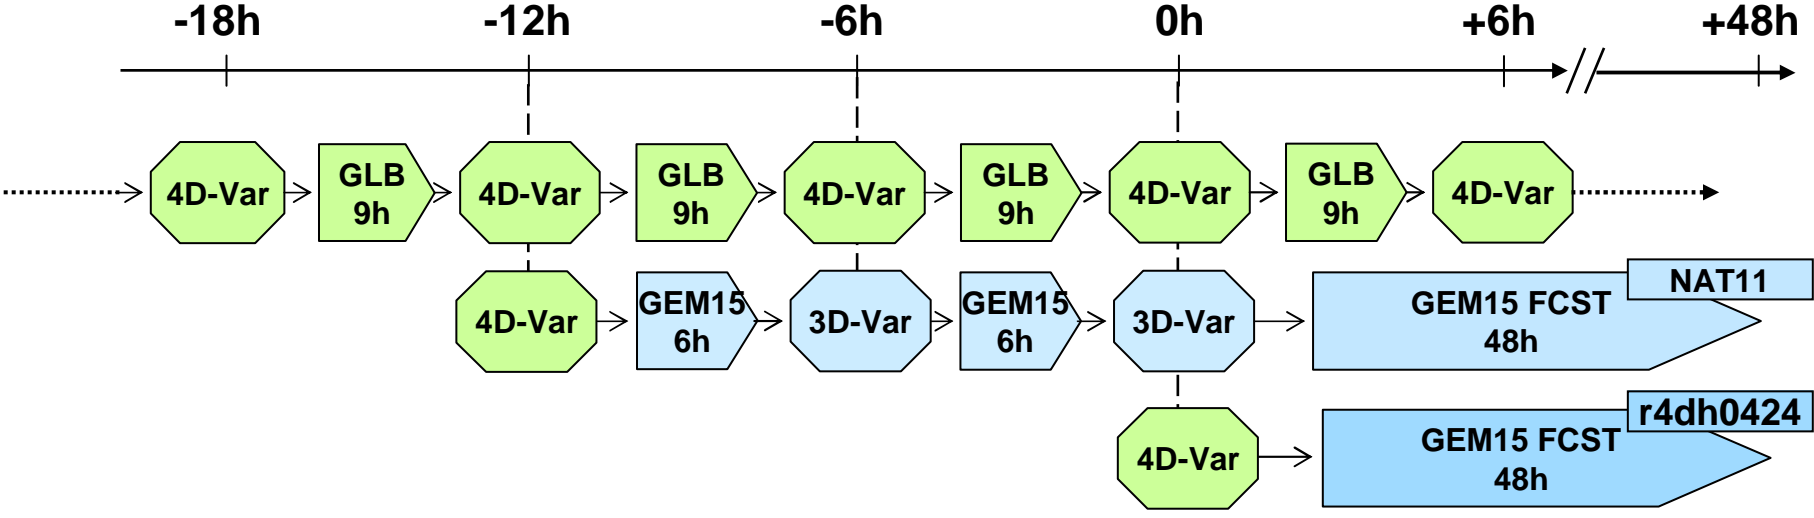 -18h
-12h
-6h
0h
+6h
+48h
4D-Var
GLB
9h
4D-Var
GLB
9h
4D-Var
GLB
9h
4D-Var
GLB
9h
4D-Var
4D-Var
GEM15
6h
3D-Var
GEM15
6h
3D-Var
GEM15 FCST
48h
NAT11
4D-Var
GEM15 FCST
48h
r4dh0424